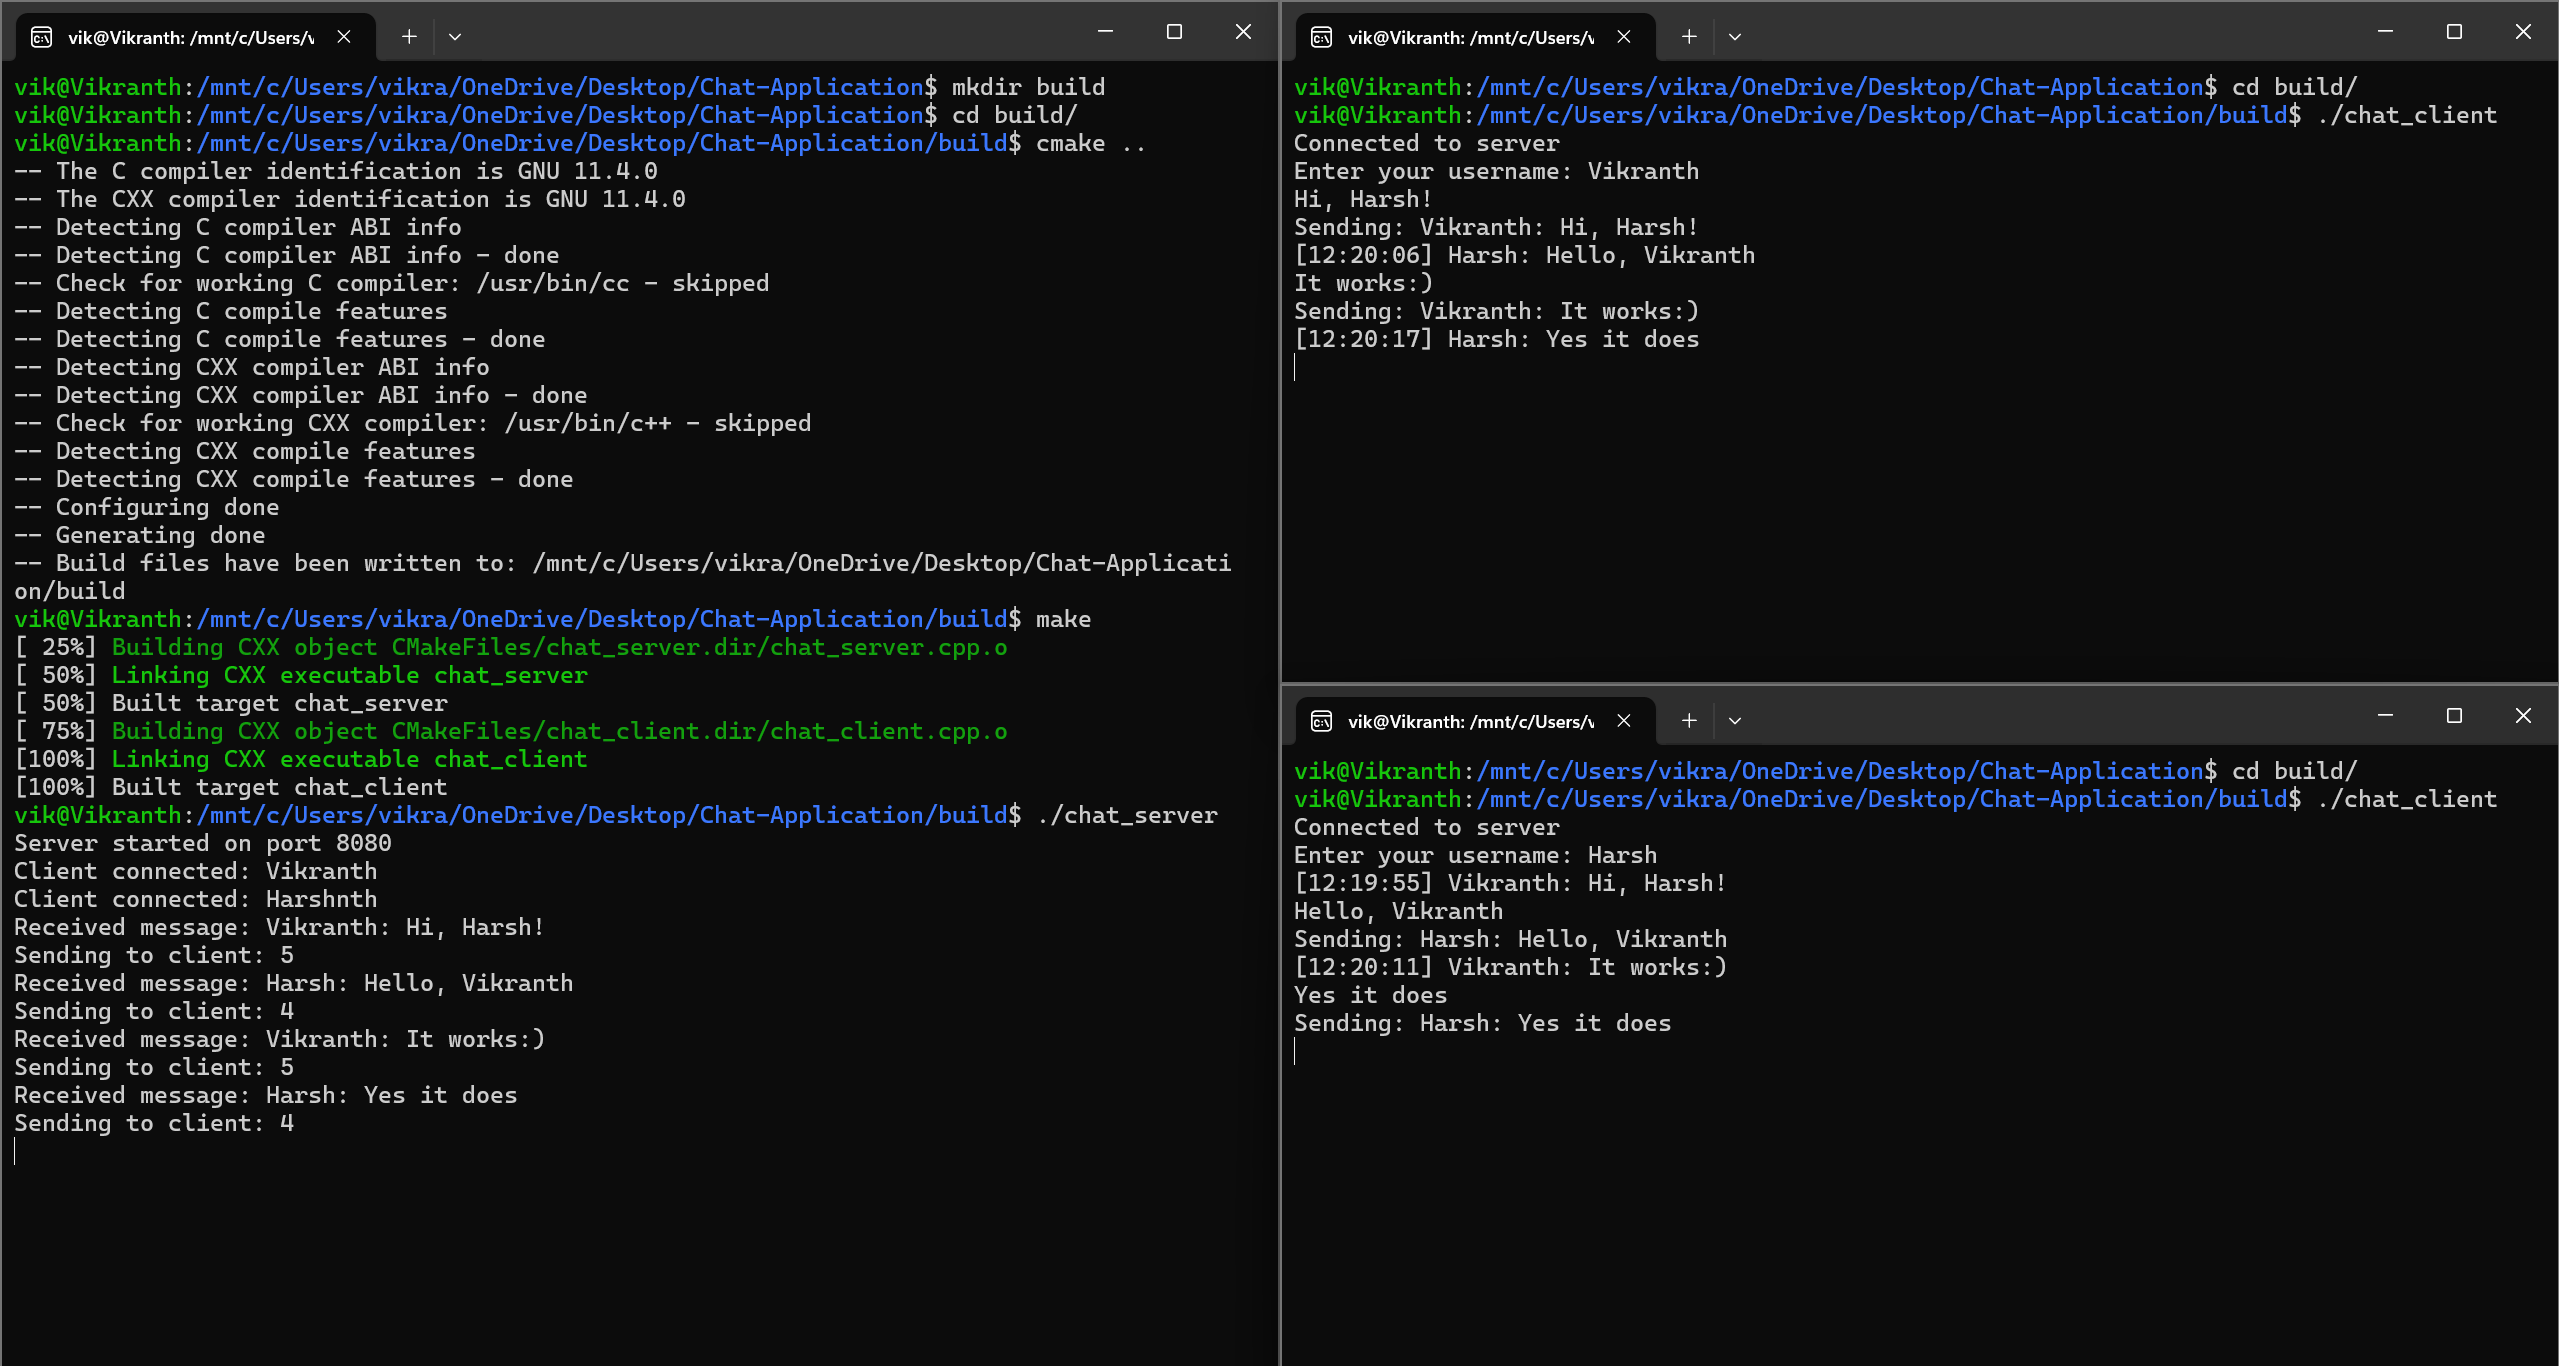 vik@Vikranth: /mnt/c/Users/v
vik@Vikranth:/mnt/c/Users/vikra/OneDrive/Desktop/Chat-Application$ mkdir build
vik@Vikranth:/mnt/c/Users/vikra/OneDrive/Desktop/Chat-Application$ cd build/
vik@Vikranth:/mnt/c/Users/vikra/OneDrive/Desktop/Chat-Application/build$ cmake ..
-- The C compiler identification is GNU 11.4.0
-- The CXX compiler identification is GNU 11.4.0
-- Detecting C compiler ABI info
-- Detecting C compiler ABI info - done
-- Check for working C compiler: /usr/bin/cc - skipped
-- Detecting C compile features
-- Detecting C compile features - done
-- Detecting CXX compiler ABI info
-- Detecting CXX compiler ABI info - done
-- Check for working CXX compiler: /usr/bin/c++ - skipped
-- Detecting CXX compile features
-- Detecting CXX compile features - done
-- Configuring done
-- Generating done
-- Build files have been written to: /mnt/c/Users/vikra/OneDrive/Desktop/Chat-Applicati
on/build
vik@Vikranth:/mnt/c/Users/vikra/OneDrive/Desktop/Chat-Application/build$ make
[ 25%] Building CXX object CMakeFiles/chat_server.dir/chat_server.cpp.o
[ 50%] Linking CXX executable chat_server
[ 50%] Built target chat_server
[ 75%] Building CXX object CMakeFiles/chat_client.dir/chat_client.cpp.o
[100%] Linking CXX executable chat_client
[100%] Built target chat_client
vik@Vikranth:/mnt/c/Users/vikra/OneDrive/Desktop/Chat-Application/build$ ./chat_server
Server started on port 8080
Client connected: Vikranth
Client connected: Harshnth
Received message: Vikranth: Hi, Harsh!
Sending to client: 5
Received message: Harsh: Hello, Vikranth
Sending to client: 4
Received message: Vikranth: It works:)
Sending to client: 5
Received message: Harsh: Yes it does
Sending to client: 4
vik@Vikranth: /mnt/c/Users/v
vik@Vikranth:/mnt/c/Users/vikra/OneDrive/Desktop/Chat-Application$ cd build/
vik@Vikranth:/mnt/c/Users/vikra/OneDrive/Desktop/Chat-Application/build$ ./chat_client
Connected to server
Enter your username: Vikranth
Hi, Harsh!
Sending: Vikranth: Hi, Harsh!
[12:20:06] Harsh: Hello, Vikranth
It works:)
Sending: Vikranth: It works:)
[12:20:17] Harsh: Yes it does
vik@Vikranth: /mnt/c/Users/v
vik@Vikranth:/mnt/c/Users/vikra/OneDrive/Desktop/Chat-Application$ cd build/
vik@Vikranth:/mnt/c/Users/vikra/OneDrive/Desktop/Chat-Application/build$ ./chat_client
Connected to server
Enter your username: Harsh
[12:19:55] Vikranth: Hi, Harsh!
Hello, Vikranth
Sending: Harsh: Hello, Vikranth
[12:20:11] Vikranth: It works:)
Yes it does
Sending: Harsh: Yes it does